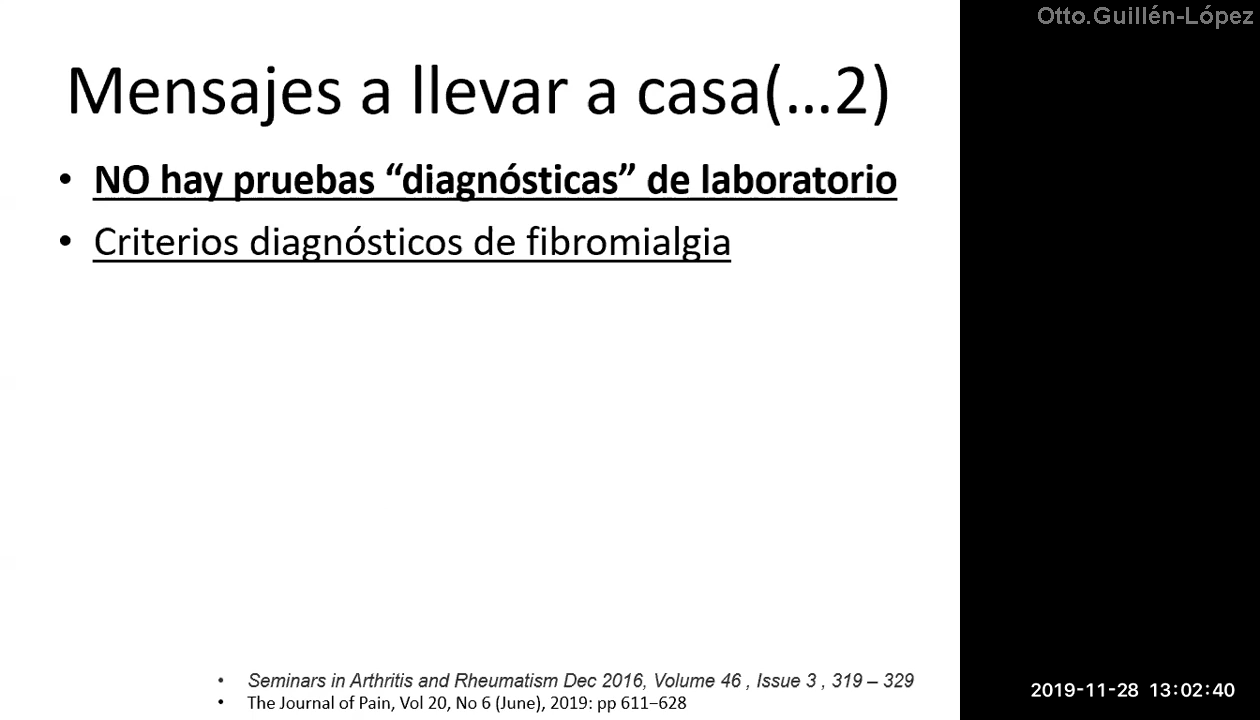 Otto.Guillén-López
Mensajes a llevar a casa(...2)
• NO hay pruebas “diagnósticas” de laboratorio
• Criterios diagnósticos de fibromialgia
• Seminars in Arthritis and Rheumatism Dec 2016, Volume 46 , Issue 3 , 319 – 329
• The Journal of Pain, Vol 20, No 6 (June), 2019: pp 611–628
2019-11-28 13:02:40